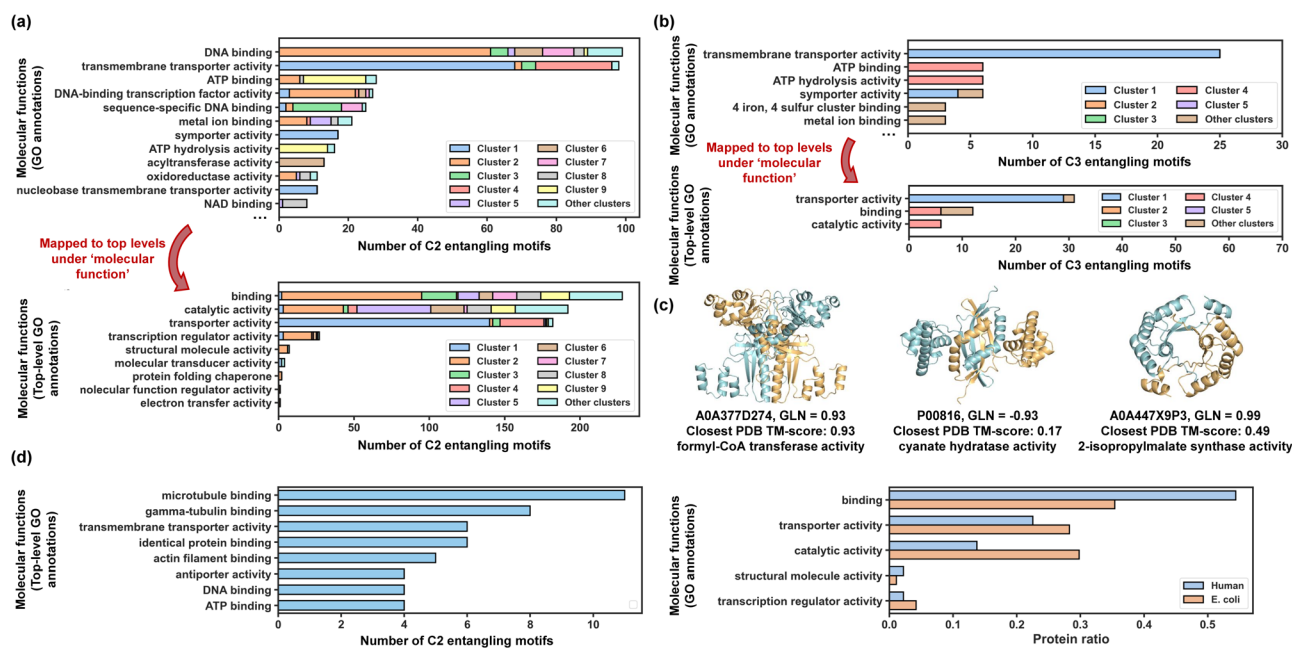 (a)
Molecular functions
(GO annotations)
DNA binding
transmembrane transporter activity
ATP binding
DNA-binding transcription factor activity
sequence-specific DNA binding
metal ion binding
symporter activity
ATP hydrolysis activity
acyltransferase activity
oxidoreductase activity
nucleobase transmembrane transporter activity
NAD binding
...
Cluster 1
Cluster 2
Cluster 3
Cluster 4
Cluster 5
Cluster 6
Cluster 7
Cluster 8
Cluster 9
Other clusters
0 20 40 60 80 100
Number of C2 entangling motifs
Mapped to top levels
under ‘molecular
function’
Molecular functions
(Top-level GO
annotations)
binding
catalytic activity
transporter activity
transcription regulator activity
structural molecule activity
molecular transducer activity
protein folding chaperone
nolecular function regulator activity
electron transfer activity
Cluster 1
Cluster 2
Cluster 3
Cluster 4
Cluster 5
Cluster 6
Cluster 7
Cluster 8
Cluster 9
Other clusters
0 50 100 150 200
Number of C2 entangling motifs
(b)
Molecular functions
(GO annotations)
transmembrane transporter activity
ATP binding
ATP hydrolysis activity
symporter activity
4 iron, 4 sulfur cluster binding
metal ion binding
...
Cluster 1
Cluster 2
Cluster 3
Cluster 4
Cluster 5
Other clusters
0 5 10 15 20 25 30
Number of C3 entangling motifs
Mapped to top levels
under ‘molecular
function’
Molecular functions
(Top-level GO
annotations)
transporter activity
binding
catalytic activity
Cluster 1
Cluster 2
Cluster 3
Cluster 4
Cluster 5
Other clusters
0 10 20 30 40 50 60 70
Number of C3 entangling motifs
(c)
A0A377D274, GLN = 0.93
Closest PDB TM-score: 0.93
formyl-CoA transferase activity
P00816, GLN = -0.93
Closest PDB TM-score: 0.17
cyanate hydratase activity
A0A447X9P3, GLN = 0.99
Closest PDB TM-score: 0.49
2-isopropylmalate synthase activity
(d)
Molecular functions
(Top-level GO
annotations)
microtubule binding
gamma-tubulin binding
transmembrane transporter activity
identical protein binding
actin filament binding
antiporter activity
DNA binding
ATP binding
0 2 4 6 8 10
Number of C2 entangling motifs
Molecular functions
(GO annotations)
binding
transporter activity
catalytic activity
structural molecule activity
transcription regulator activity
Human
E. coli
0.0 0.1 0.2 0.3 0.4 0.5
Protein ratio